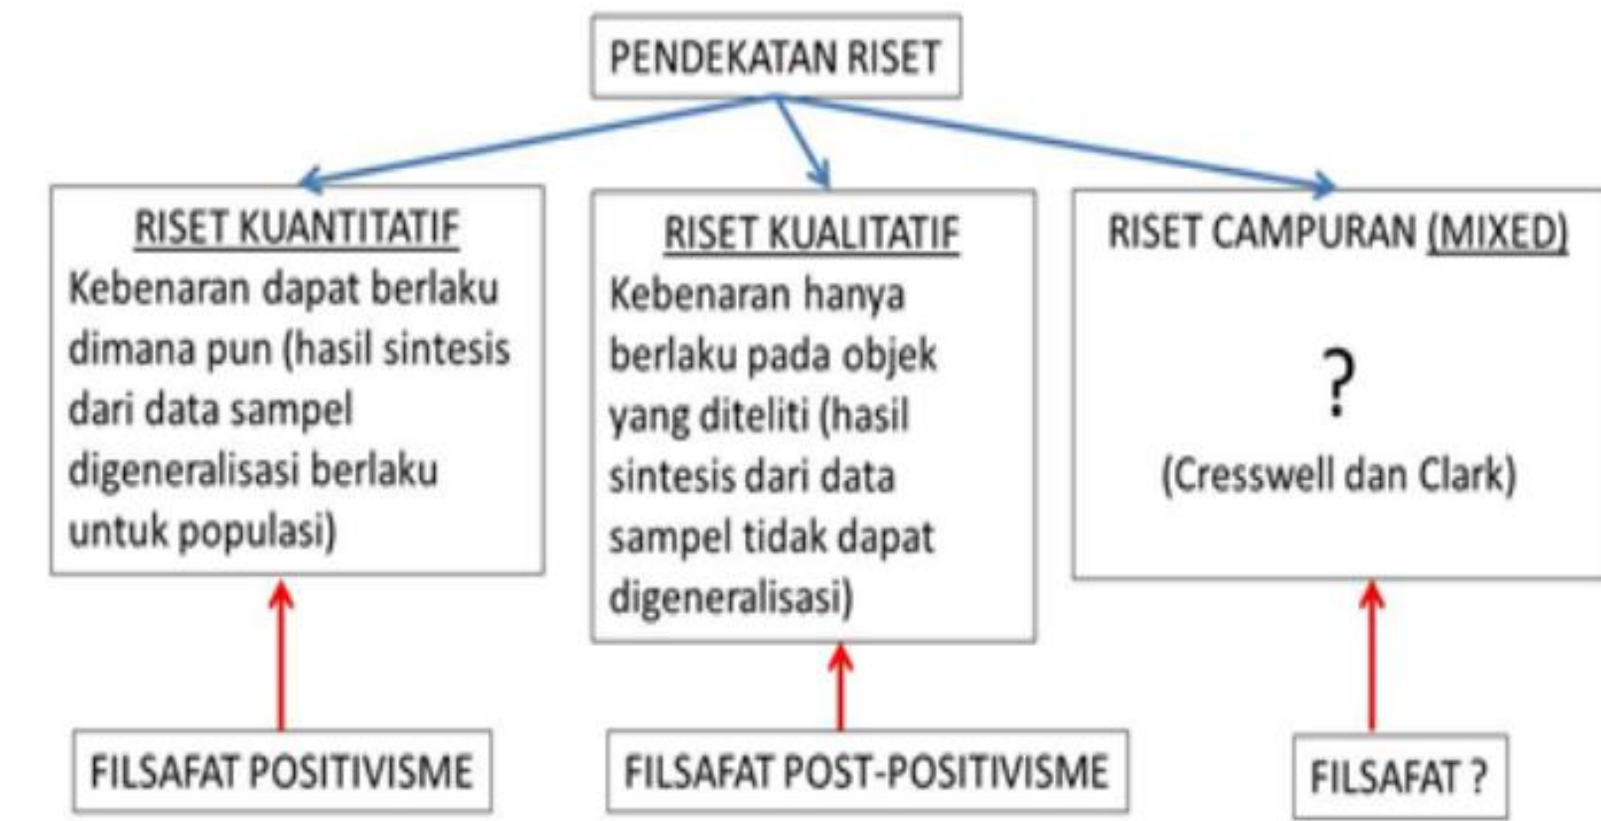 PENDEKATAN RISET
RISET KUANTITATIF
Kebenaran dapat berlaku
dimana pun (hasil sintesis
dari data sampel
digeneralisasi berlaku
untuk populasi)
RISET KUALITATIF
Kebenaran hanya
berlaku pada objek
yang diteliti (hasil
sintesis dari data
sampel tidak dapat
digeneralisasi)
RISET CAMPURAN (MIXED)
?
(Cresswell dan Clark)
FILSAFAT POSITIVISME
FILSAFAT POST-POSITIVISME
FILSAFAT ?